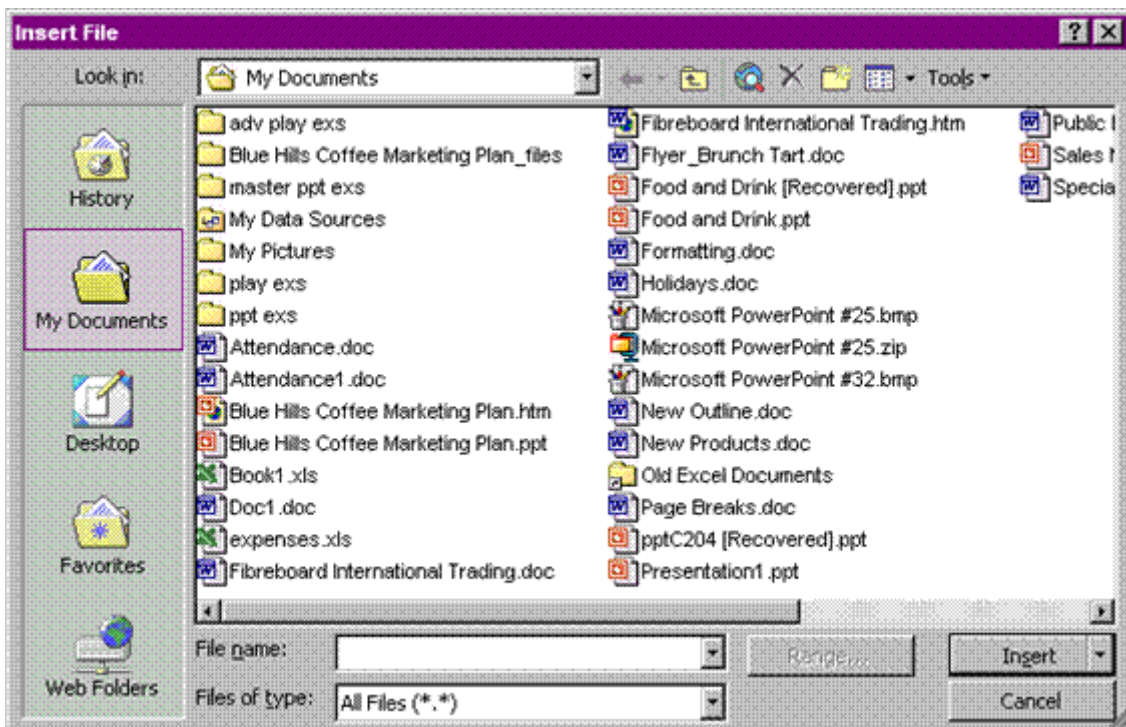 Insert File
Look in:
My Documents
Tools
History
My Documents
Desktop
Favorites
Web Folders
adv play exs
Blue Hills Coffee Marketing Plan_files
master ppt exs
My Data Sources
My Pictures
play exs
ppt exs
Attendance.doc
Attendance1.doc
Blue Hills Coffee Marketing Plan.htm
Blue Hills Coffee Marketing Plan.ppt
Book1.xls
Doc1.doc
expenses.xls
Fibreboard International Trading.doc
Fibreboard International Trading.htm
Flyer_Brunch Tart.doc
Food and Drink [Recovered].ppt
Food and Drink.ppt
Formatting.doc
Holidays.doc
Microsoft PowerPoint #25.bmp
Microsoft PowerPoint #25.zip
Microsoft PowerPoint #32.bmp
New Outline.doc
New Products.doc
Old Excel Documents
Page Breaks.doc
pptC204 [Recovered].ppt
Presentation1.ppt
Public
Sales
Specia
File name:
Range...
Insert
Files of type:
All Files (*.*)
Cancel